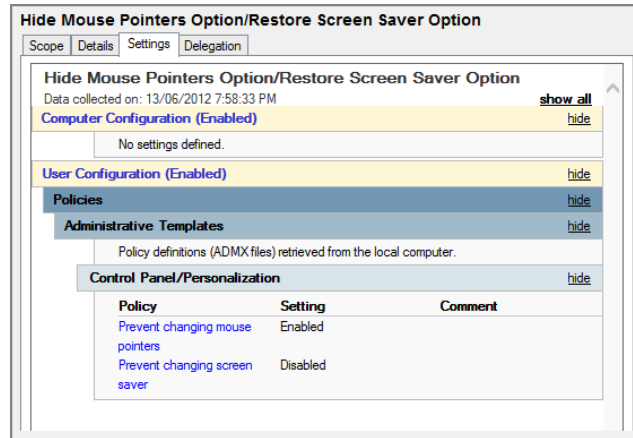 Hide Mouse Pointers Option/Restore Screen Saver Option
Scope Details Settings Delegation
Hide Mouse Pointers Option/Restore Screen Saver Option
Data collected on: 13/06/2012 7:58:33 PM show all
Computer Configuration (Enabled) hide
No settings defined.
User Configuration (Enabled) hide
Policies hide
Administrative Templates hide
Policy definitions (ADMX files) retrieved from the local computer.
Control Panel/Personalization hide
Policy Setting Comment
Prevent changing mouse Enabled
pointers
Prevent changing screen Disabled
saver